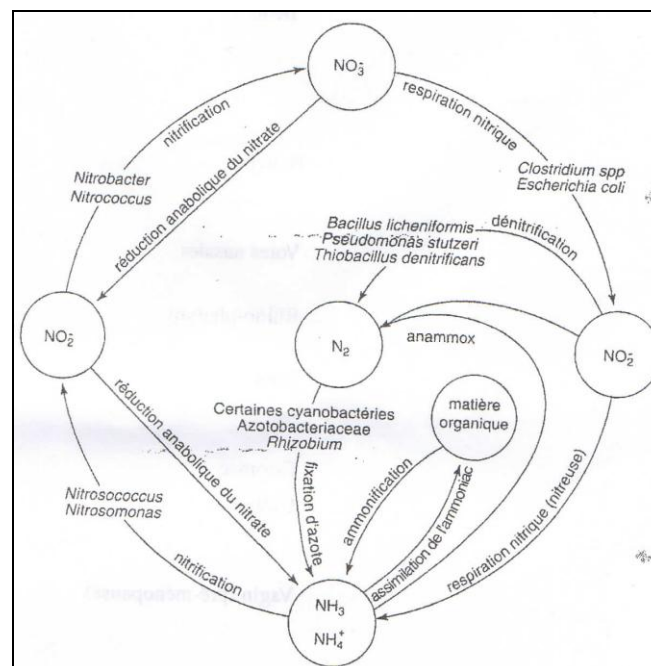 NO₃⁻
nitrification
respiration nitrique
réduction anabolique du nitrate
Nitrobacter
Nitrococcus
Clostridium spp
Escherichia coli
dénitrification
Bacillus licheniformis
Pseudomonas stutzeri
Thiobacillus denitrificans
NO₂⁻
N₂
anammox
NO₂⁻
matière
organique
Certaines cyanobactéries
Azotobacteriaceae
Rhizobium
réduction anabolique du nitrate
fixation d'azote
ammonification
assimilation de l'ammoniac
respiration nitrique (nitreuse)
Nitrosococcus
Nitrosomonas
nitrification
NH₃
NH₄⁺